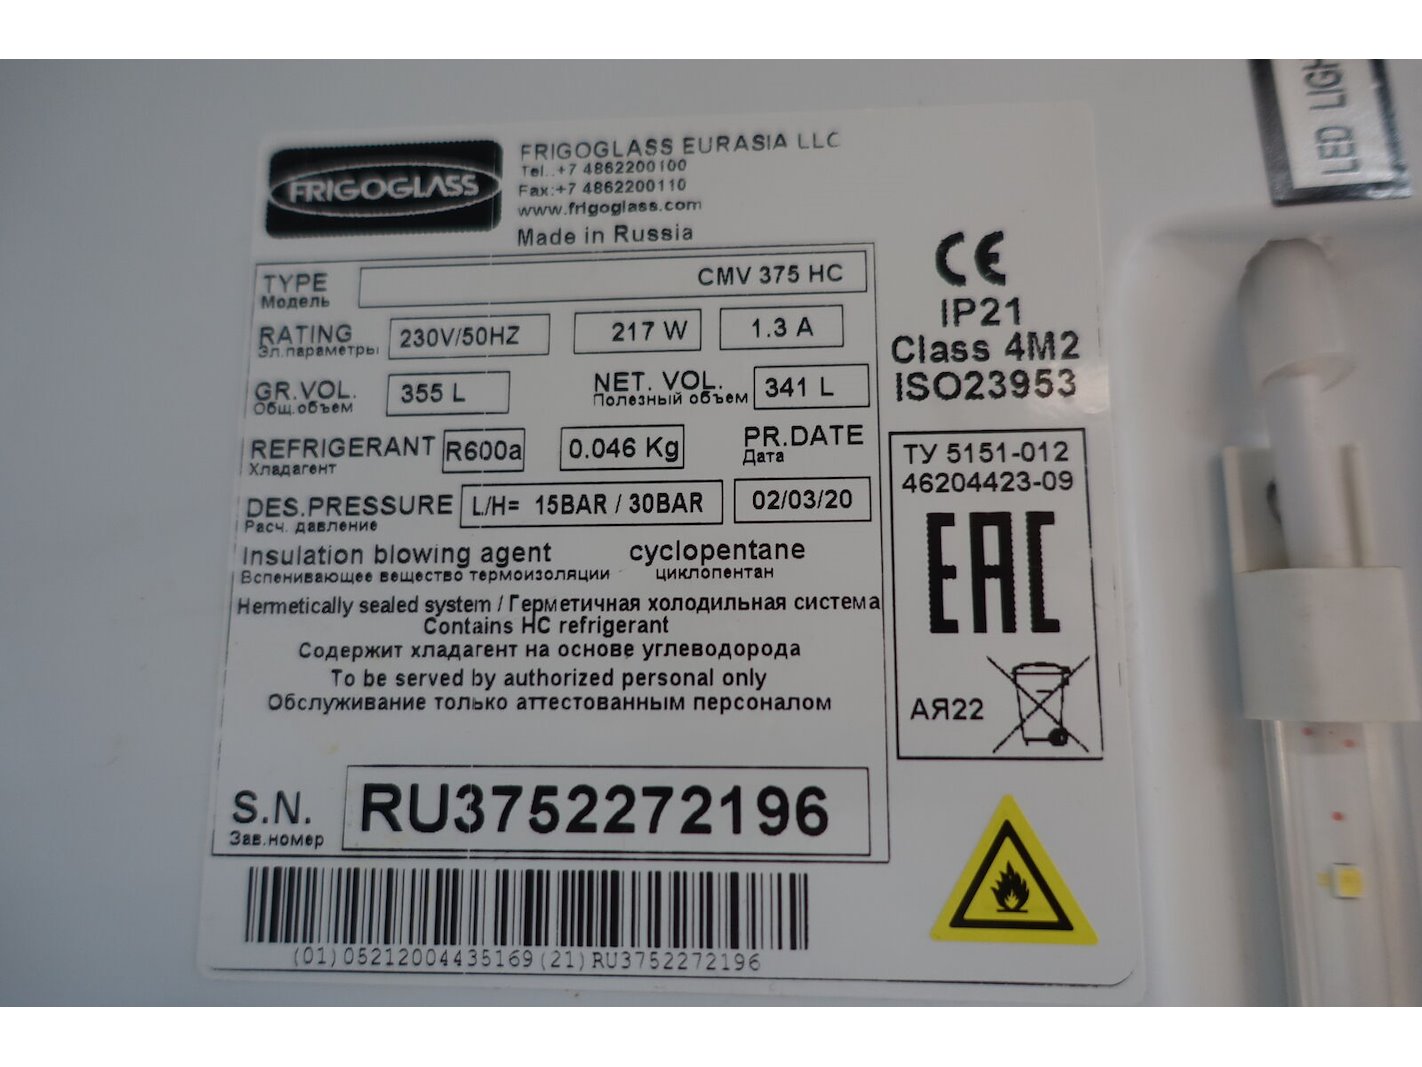 FRIGOGLASS
FRIGOGLASS EURASIA LLC
Tel.:+7 4862200100
Fax:+7 4862200110
www.frigoglass.com
Made in Russia
TYPE CMV 375 HC
Модель
RATING 230V/50HZ 217 W 1.3 A
Эл.параметры
GR.VOL. 355 L NET. VOL. 341 L
Общ.объем Полезный объем
REFRIGERANT R600a 0.046 Kg PR.DATE
Хладагент Дата
DES.PRESSURE L/H= 15BAR / 30BAR 02/03/20
Расч. давление
Insulation blowing agent cyclopentane
Вспенивающее вещество термоизоляции циклопентан
Hermetically sealed system / Герметичная холодильная система
Contains HC refrigerant
Содержит хладагент на основе углеводорода
To be served by authorized personal only
Обслуживание только аттестованным персоналом
S.N. RU3752272196
Зав.номер
(01)05212004435169(21)RU3752272196
CE
IP21
Class 4M2
ISO23953
ТУ 5151-012
46204423-09
EAC
АЯ22
LED LIGH